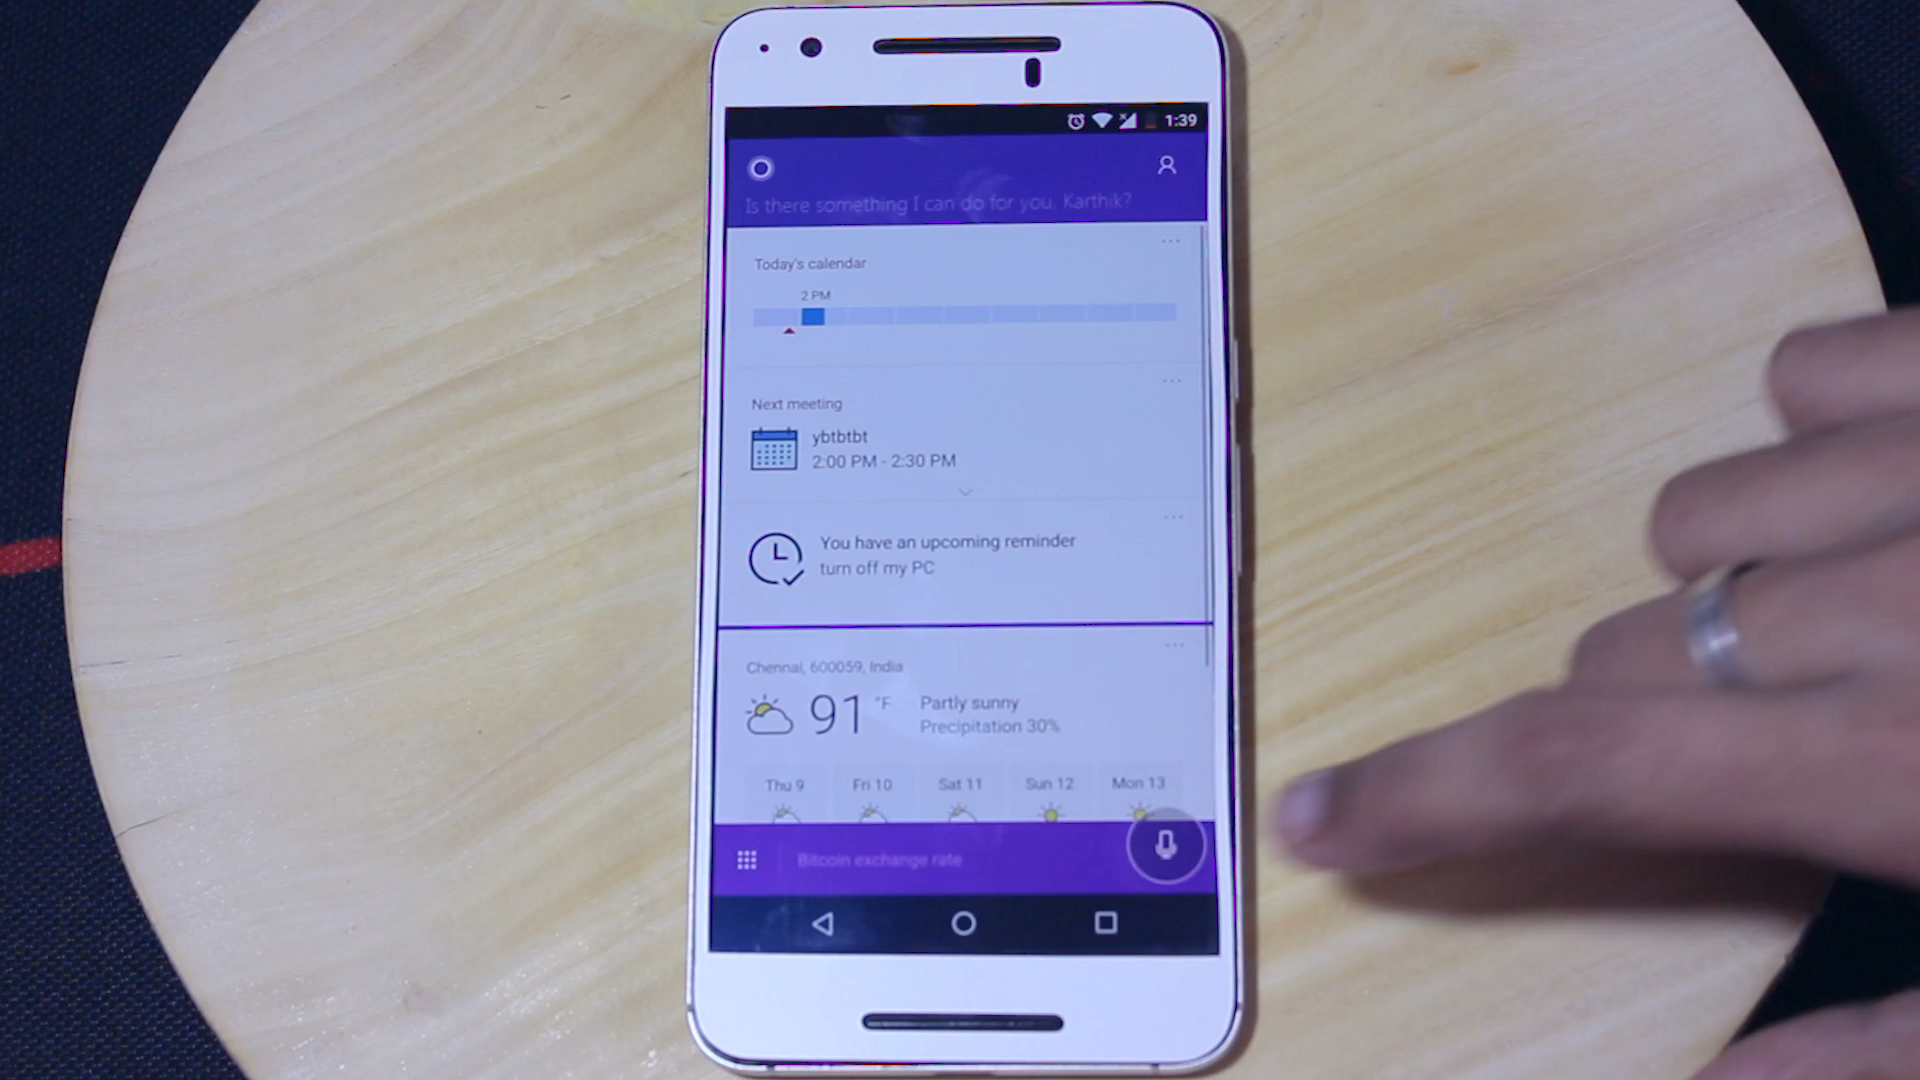 1:39
Is there something I can do for you, Karthik?
Today's calendar
2 PM
Next meeting
ybtbtbt
2:00 PM - 2:30 PM
You have an upcoming reminder
turn off my PC
Chennai, 600059, India
91 °F
Partly sunny
Precipitation 30%
Thu 9 Fri 10 Sat 11 Sun 12 Mon 13
Bitcoin exchange rate